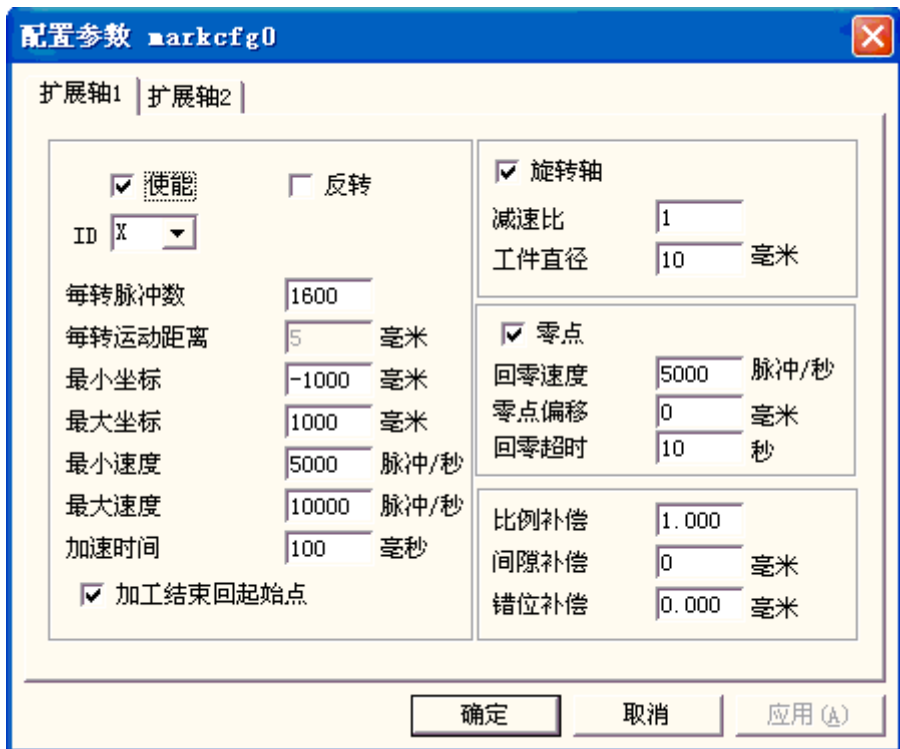 配置参数 markcfg0
扩展轴1 扩展轴2
使能 反转
ID X
每转脉冲数 1600
每转运动距离 5 毫米
最小坐标 -1000 毫米
最大坐标 1000 毫米
最小速度 5000 脉冲/秒
最大速度 10000 脉冲/秒
加速时间 100 毫秒
加工结束回起始点
旋转轴
减速比 1
工件直径 10 毫米
零点
回零速度 5000 脉冲/秒
零点偏移 0 毫米
回零超时 10 秒
比例补偿 1.000
间隙补偿 0 毫米
错位补偿 0.000 毫米
确定 取消 应用(A)